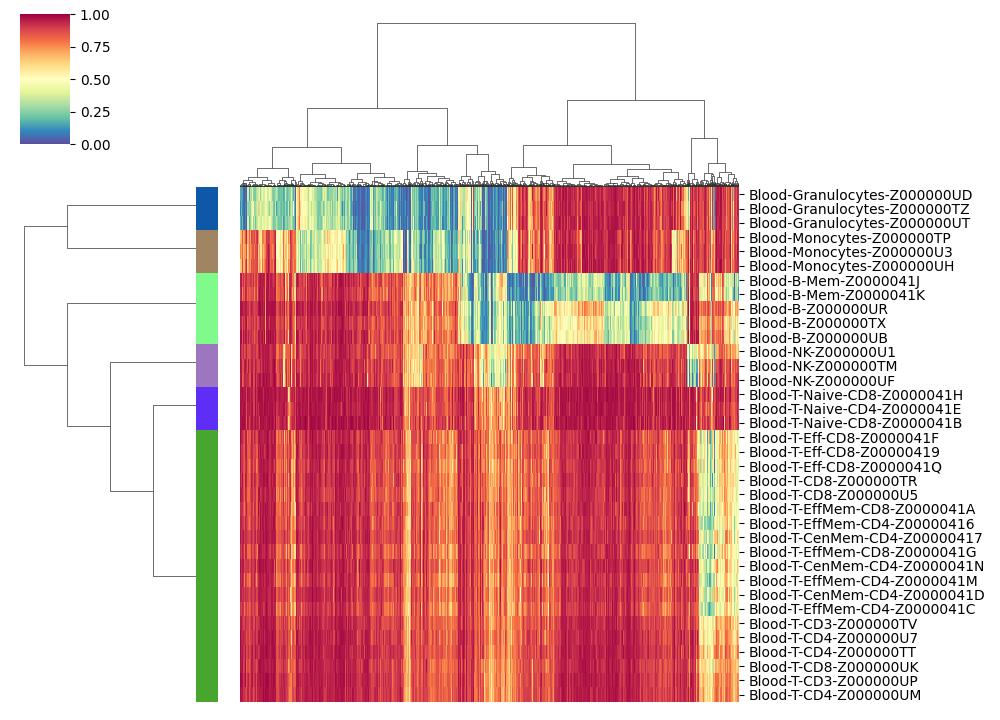 1.00
0.75
0.50
0.25
0.00
Blood-Granulocytes-Z000000UD
Blood-Granulocytes-Z000000TZ
Blood-Granulocytes-Z000000UT
Blood-Monocytes-Z000000TP
Blood-Monocytes-Z000000U3
Blood-Monocytes-Z000000UH
Blood-B-Mem-Z0000041J
Blood-B-Mem-Z0000041K
Blood-B-Z000000UR
Blood-B-Z000000TX
Blood-B-Z000000UB
Blood-NK-Z000000U1
Blood-NK-Z000000TM
Blood-NK-Z000000UF
Blood-T-Naive-CD8-Z0000041H
Blood-T-Naive-CD4-Z0000041E
Blood-T-Naive-CD8-Z0000041B
Blood-T-Eff-CD8-Z0000041F
Blood-T-Eff-CD8-Z00000419
Blood-T-Eff-CD8-Z0000041Q
Blood-T-CD8-Z000000TR
Blood-T-CD8-Z000000U5
Blood-T-EffMem-CD8-Z0000041A
Blood-T-EffMem-CD4-Z00000416
Blood-T-CenMem-CD4-Z00000417
Blood-T-EffMem-CD8-Z0000041G
Blood-T-CenMem-CD4-Z0000041N
Blood-T-EffMem-CD4-Z0000041M
Blood-T-CenMem-CD4-Z0000041D
Blood-T-EffMem-CD4-Z0000041C
Blood-T-CD3-Z000000TV
Blood-T-CD4-Z000000U7
Blood-T-CD4-Z000000TT
Blood-T-CD8-Z000000UK
Blood-T-CD3-Z000000UP
Blood-T-CD4-Z000000UM